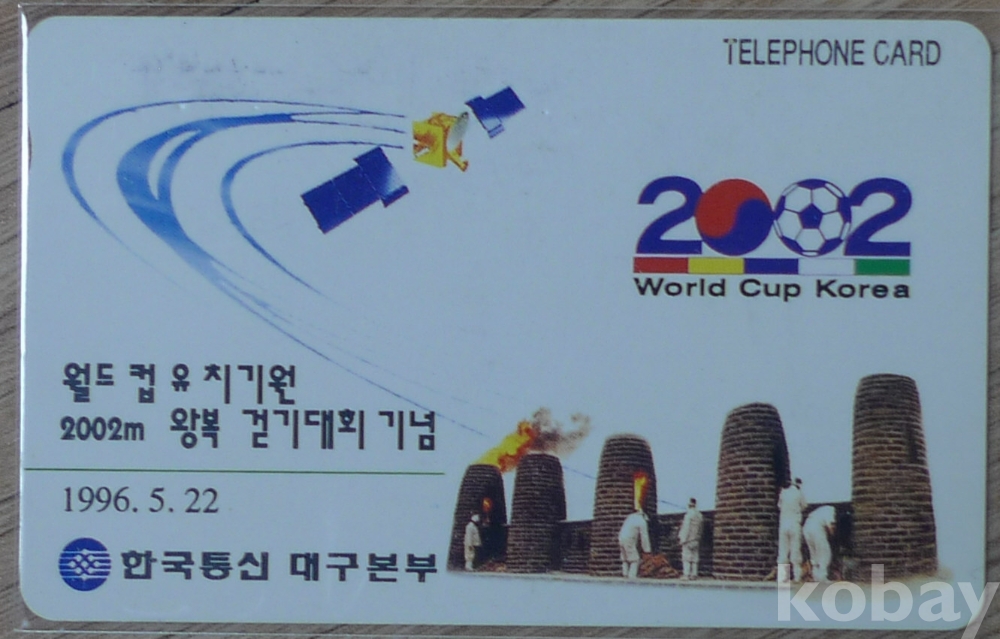 TELEPHONE CARD
2002
World Cup Korea
월드컵 유치기원
2002m 왕복 걷기대회 기념
1996. 5. 22
한국통신 대구본부
kobay